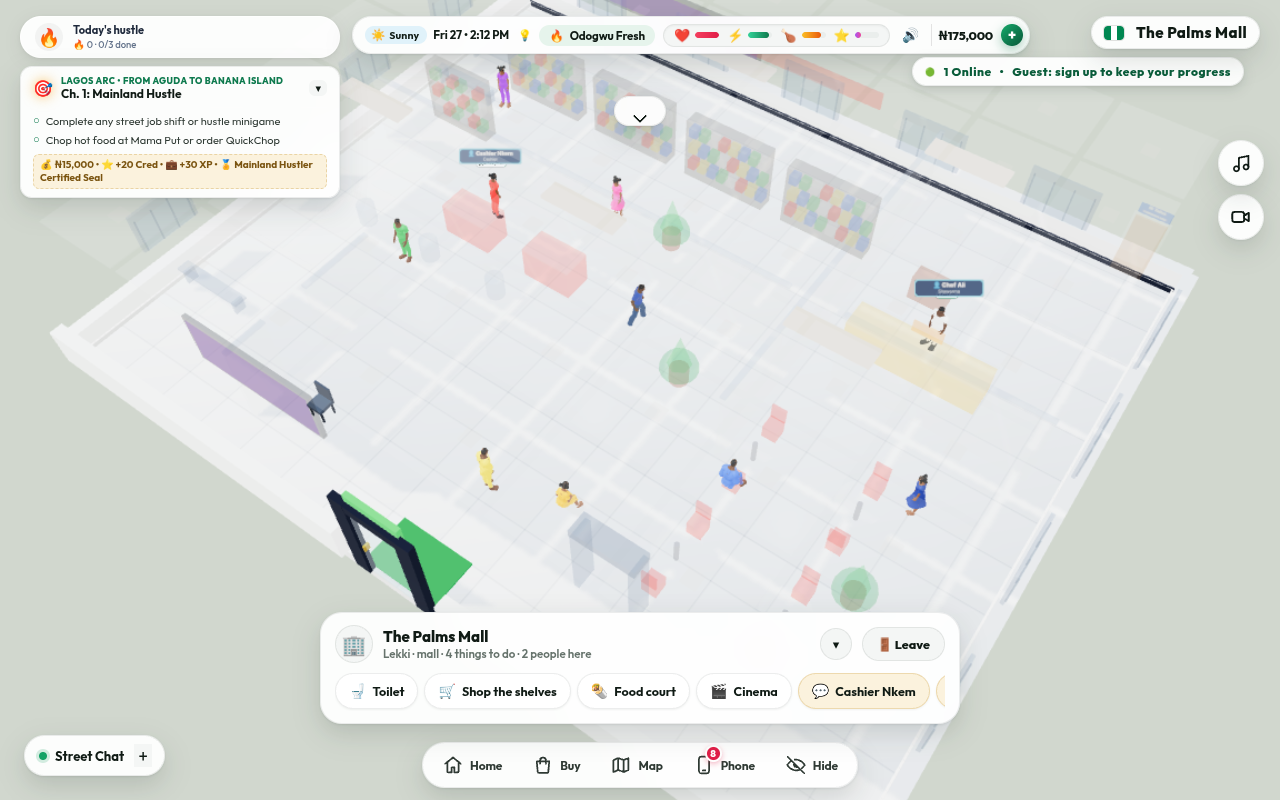 Today's hustle
0 · 0/3 done
Sunny
Fri 27 • 2:12 PM
Odogwu Fresh
₦175,000
+
The Palms Mall
1 Online • Guest: sign up to keep your progress
LAGOS ARC • FROM AGUDA TO BANANA ISLAND
Ch. 1: Mainland Hustle
Complete any street job shift or hustle minigame
Chop hot food at Mama Put or order QuickChop
₦15,000 • +20 Cred • +30 XP • Mainland Hustler
Certified Seal
Cashier Nkem
Cashier
Chef Ali
The Palms Mall
Lekki · mall · 4 things to do · 2 people here
Leave
Toilet
Shop the shelves
Food court
Cinema
Cashier Nkem
Street Chat +
Home
Buy
Map
8
Phone
Hide